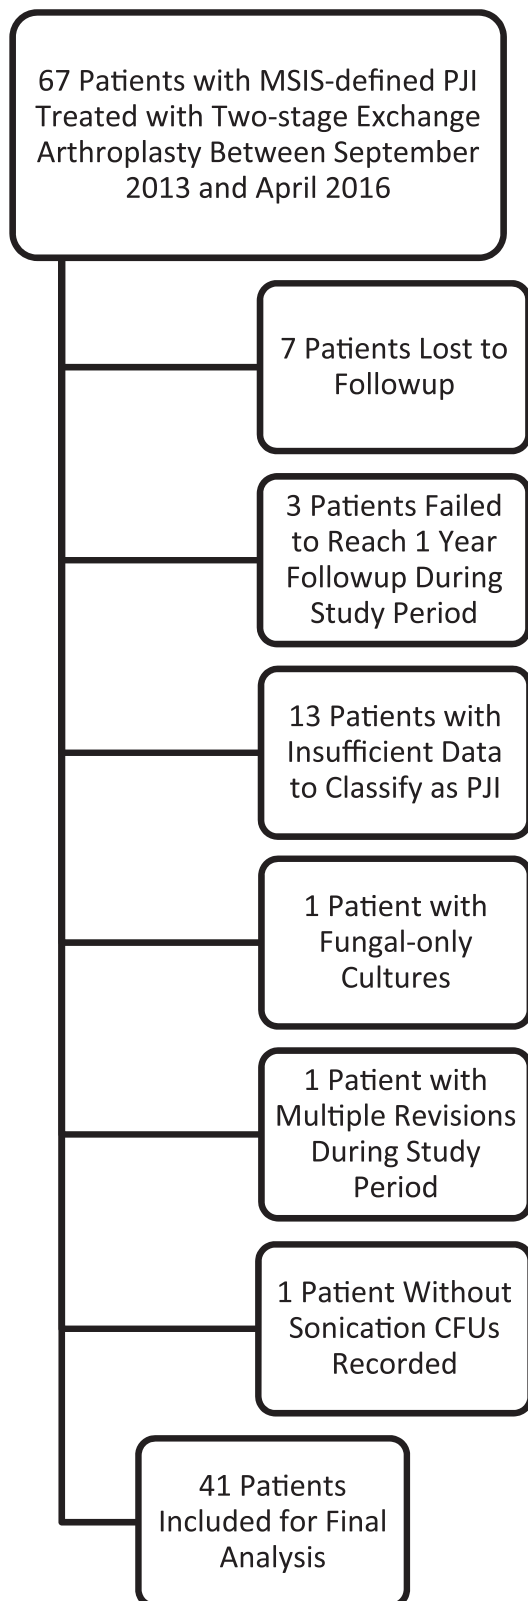 67 Patients with MSIS-defined PJI
Treated with Two-stage Exchange
Arthroplasty Between September
2013 and April 2016
7 Patients Lost to
Followup
3 Patients Failed
to Reach 1 Year
Followup During
Study Period
13 Patients with
Insufficient Data
to Classify as PJI
1 Patient with
Fungal-only
Cultures
1 Patient with
Multiple Revisions
During Study
Period
1 Patient Without
Sonication CFUs
Recorded
41 Patients
Included for Final
Analysis